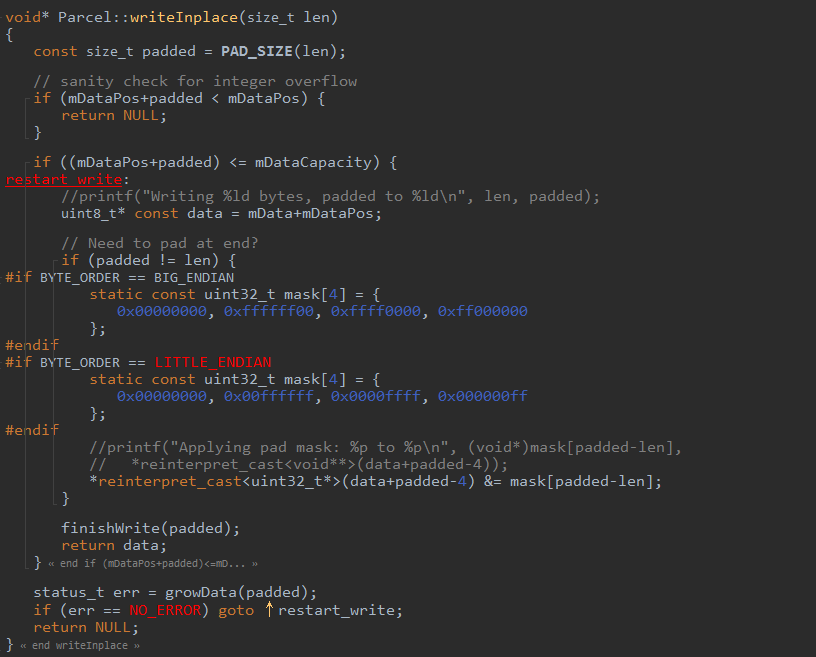 void* Parcel::writeInplace(size_t len)
{
const size_t padded = PAD_SIZE(len);
// sanity check for integer overflow
if (mDataPos+padded < mDataPos) {
return NULL;
}
if ((mDataPos+padded) <= mDataCapacity) {
restart_write:
//printf("Writing %ld bytes, padded to %ld\n", len, padded);
uint8_t* const data = mData+mDataPos;
// Need to pad at end?
if (padded != len) {
#if BYTE_ORDER == BIG_ENDIAN
static const uint32_t mask[4] = {
0x00000000, 0xffffff00, 0xffff0000, 0xff000000
};
#endif
#if BYTE_ORDER == LITTLE_ENDIAN
static const uint32_t mask[4] = {
0x00000000, 0x00ffffff, 0x0000ffff, 0x000000ff
};
#endif
//printf("Applying pad mask: %p to %p\n", (void*)mask[padded-len],
// *reinterpret_cast<void**>(data+padded-4));
*reinterpret_cast<uint32_t*>(data+padded-4) &= mask[padded-len];
}
finishWrite(padded);
return data;
} « end if (mDataPos+padded)<=mD... »
status_t err = growData(padded);
if (err == NO_ERROR) goto ↑restart_write;
return NULL;
} « end writeInplace »